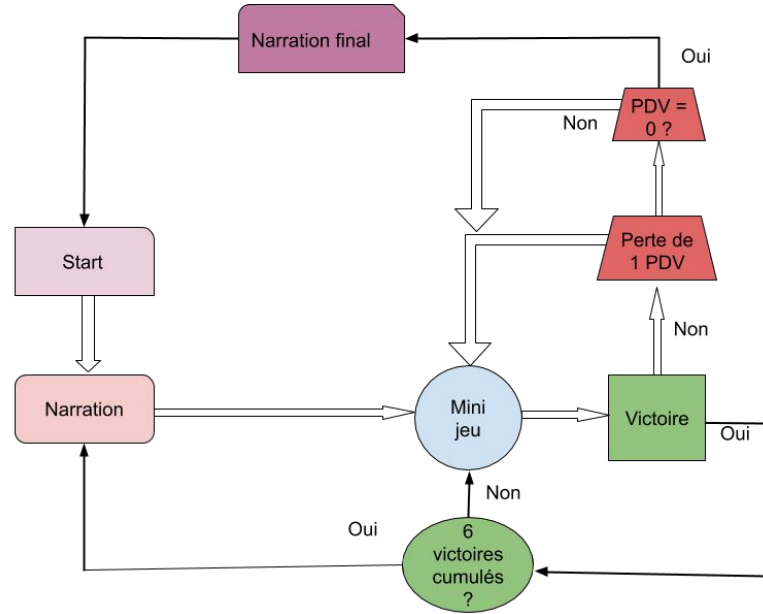 Narration final
Oui
PDV =
0 ?
Non
Start
Perte de
1 PDV
Non
Narration
Mini
jeu
Victoire
Oui
Non
Oui
6
victoires
cumulés
?